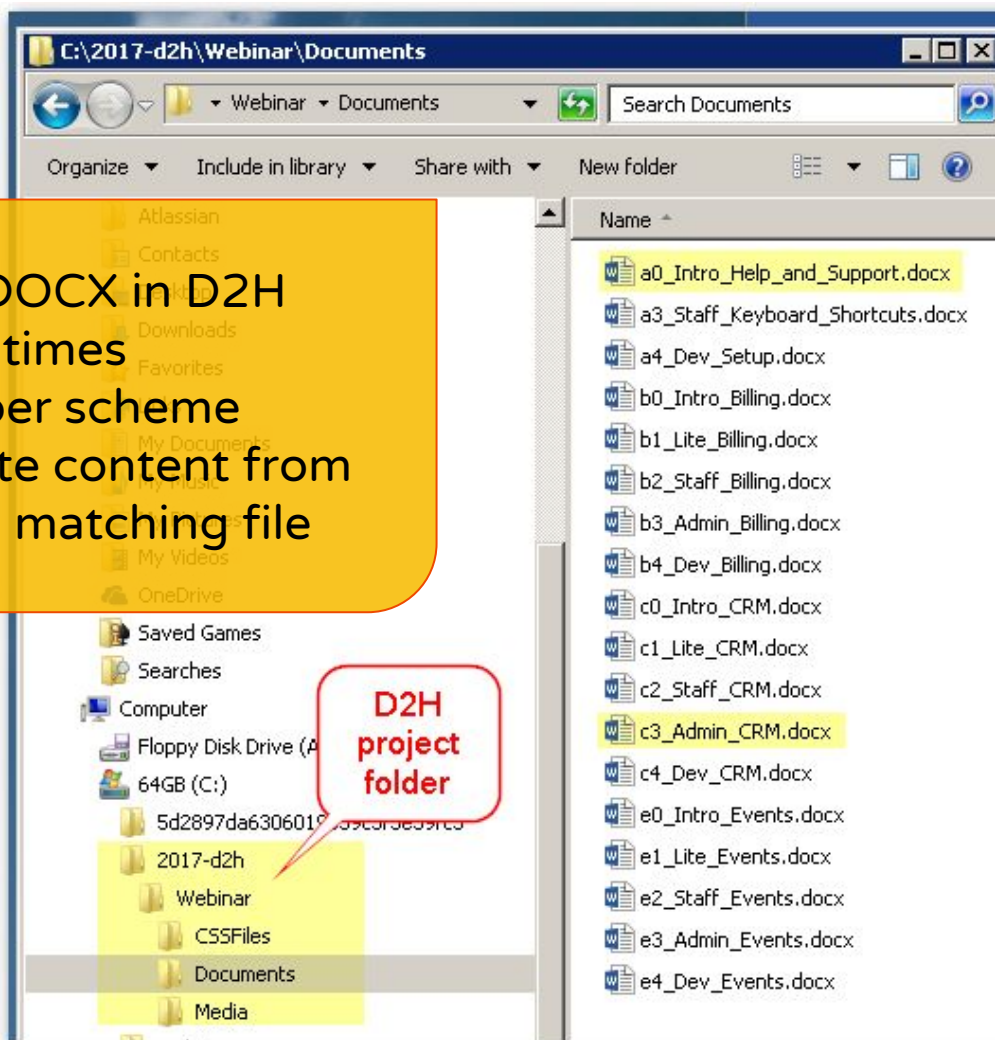 C:\2017-d2h\Webinar\Documents
Webinar Documents
Search Documents
Organize Include in library Share with New folder
Atlassian
Contacts
Desktop
Downloads
Favorites
My Documents
My Music
My Pictures
My Videos
OneDrive
Saved Games
Searches
Computer
Floppy Disk Drive (A
64GB (C:)
2017-d2h
Webinar
CSSFiles
Documents
Media
DOCX in D2H
times
per scheme
te content from
matching file
D2H
project
folder
Name
a0_Intro_Help_and_Support.docx
a3_Staff_Keyboard_Shortcuts.docx
a4_Dev_Setup.docx
b0_Intro_Billing.docx
b1_Lite_Billing.docx
b2_Staff_Billing.docx
b3_Admin_Billing.docx
b4_Dev_Billing.docx
c0_Intro_CRM.docx
c1_Lite_CRM.docx
c2_Staff_CRM.docx
c3_Admin_CRM.docx
c4_Dev_CRM.docx
e0_Intro_Events.docx
e1_Lite_Events.docx
e2_Staff_Events.docx
e3_Admin_Events.docx
e4_Dev_Events.docx